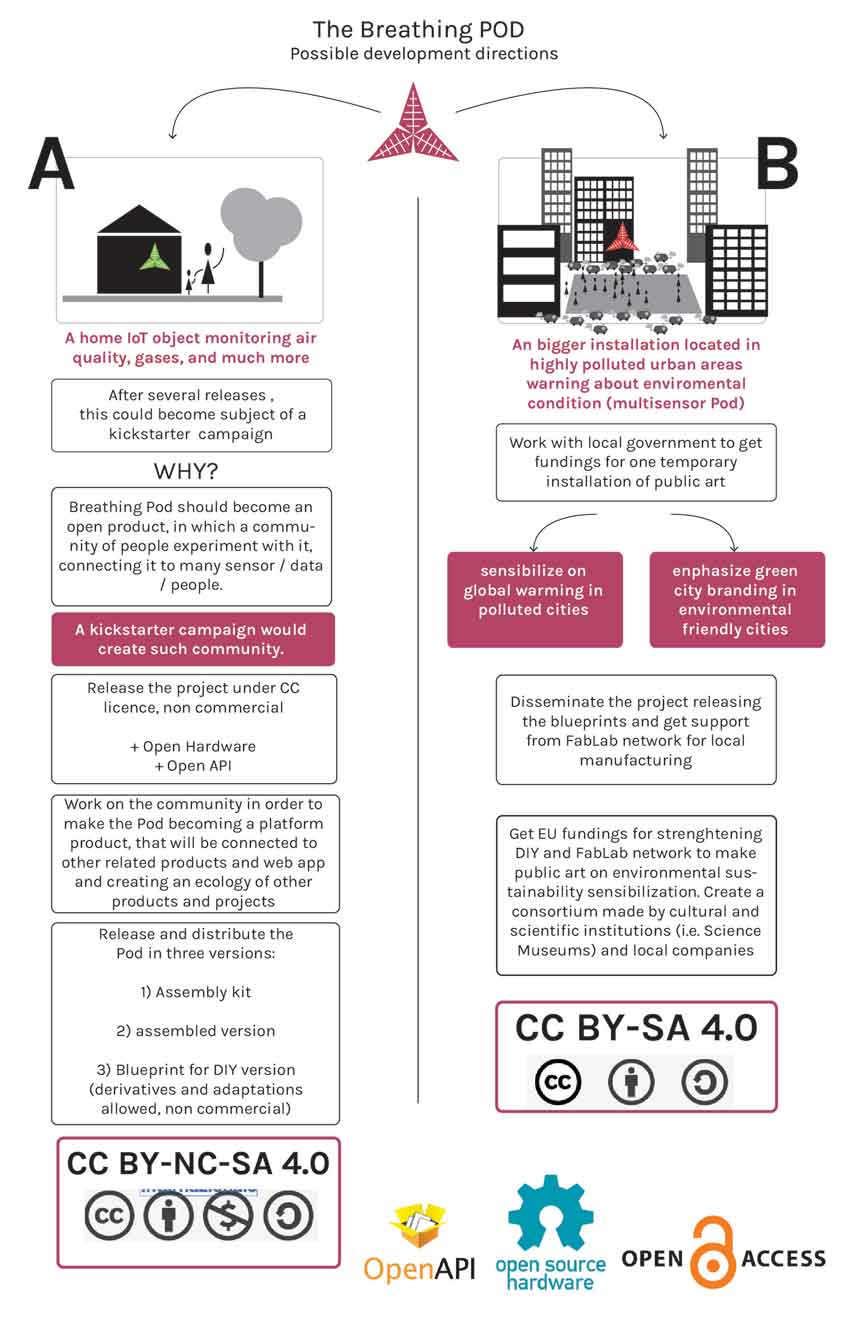 The Breathing POD
Possible development directions
A
A home IoT object monitoring air
quality, gases, and much more
After several releases ,
this could become subject of a
kickstarter campaign
WHY?
Breathing Pod should become an
open product, in which a commu-
nity of people experiment with it,
connecting it to many sensor / data
/ people.
A kickstarter campaign would
create such community.
Release the project under CC
licence, non commercial
+ Open Hardware
+ Open API
Work on the community in order to
make the Pod becoming a platform
product, that will be connected to
other related products and web app
and creating an ecology of other
products and projects
Release and distribute the
Pod in three versions:
1) Assembly kit
2) assembled version
3) Blueprint for DIY version
(derivatives and adaptations
allowed, non commercial)
CC BY-NC-SA 4.0
cc
$
B
An bigger installation located in
highly polluted urban areas
warning about enviromental
condition (multisensor Pod)
Work with local government to get
fundings for one temporary
installation of public art
sensibilize on
global warming in
polluted cities
enphasize green
city branding in
environmental
friendly cities
Disseminate the project releasing
the blueprints and get support
from FabLab network for local
manufacturing
Get EU fundings for strenghtening
DIY and FabLab network to make
public art on environmental sus-
tainability sensibilization. Create a
consortium made by cultural and
scientific institutions (i.e. Science
Museums) and local companies
CC BY-SA 4.0
cc
OpenAPI
open source
hardware
OPEN ACCESS